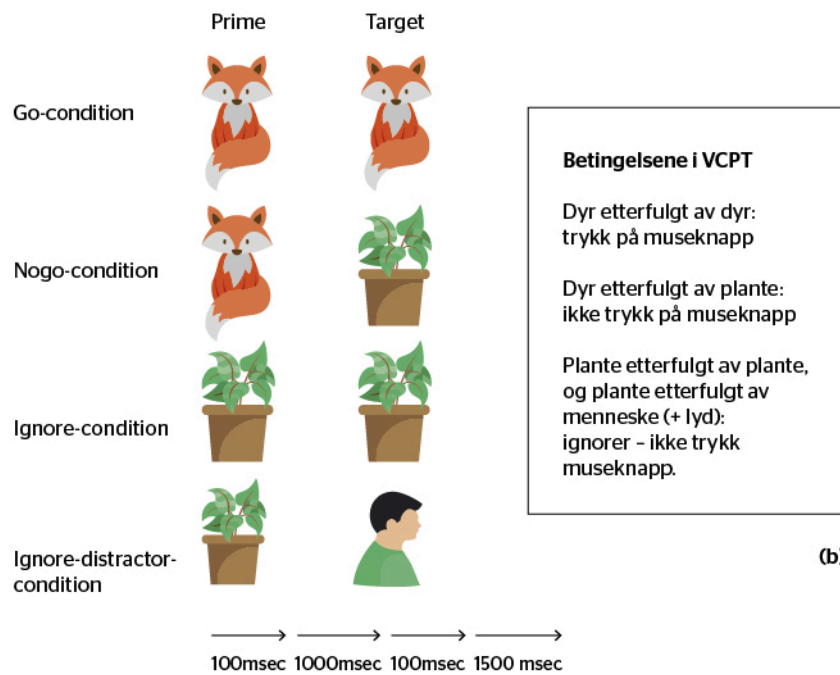 Prime Target
Go-condition
Nogo-condition
Ignore-condition
Ignore-distractor-
condition
100msec 1000msec 100msec 1500 msec
Betingelsene i VCPT
Dyr etterfulgt av dyr:
trykk på museknapp
Dyr etterfulgt av plante:
ikke trykk på museknapp
Plante etterfulgt av plante,
og plante etterfulgt av
menneske (+ lyd):
ignorer – ikke trykk
museknapp.
(b)